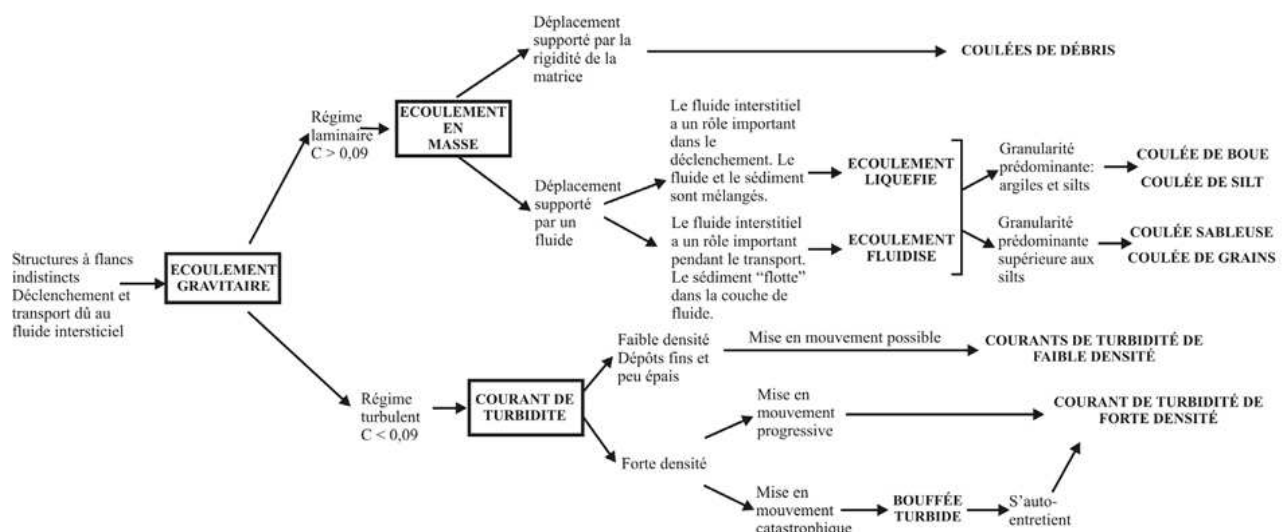 Structures à flancs
indistincts
Déclenchement et
transport dû au
fluide intersticiel
ECOULEMENT
GRAVITAIRE
Régime
laminaire
C > 0,09
ECOULEMENT
EN
MASSE
Déplacement
supporté par la
rigidité de la
matrice
COULÉES DE DÉBRIS
Déplacement
supporté
par un
fluide
Le fluide interstitiel
a un rôle important
dans le
déclenchement. Le
fluide et le sédiment
sont mélangés.
ECOULEMENT
LIQUEFIE
Le fluide interstitiel
a un rôle important
pendant le transport.
Le sédiment “flotte”
dans la couche de
fluide.
ECOULEMENT
FLUIDISE
Granularité
prédominante:
argiles et silts
COULÉE DE BOUE
COULÉE DE SILT
Granularité
prédominante
supérieure aux
silts
COULÉE SABLEUSE
COULÉE DE GRAINS
Régime
turbulent
C < 0,09
COURANT DE
TURBIDITE
Faible densité
Dépôts fins et
peu épais
Mise en mouvement possible
COURANTS DE TURBIDITÉ DE
FAIBLE DENSITÉ
Forte densité
Mise en
mouvement
progressive
COURANT DE TURBIDITÉ DE
FORTE DENSITÉ
Mise en
mouvement
catastrophique
BOUFFÉE
TURBIDE
S’auto-
entretient